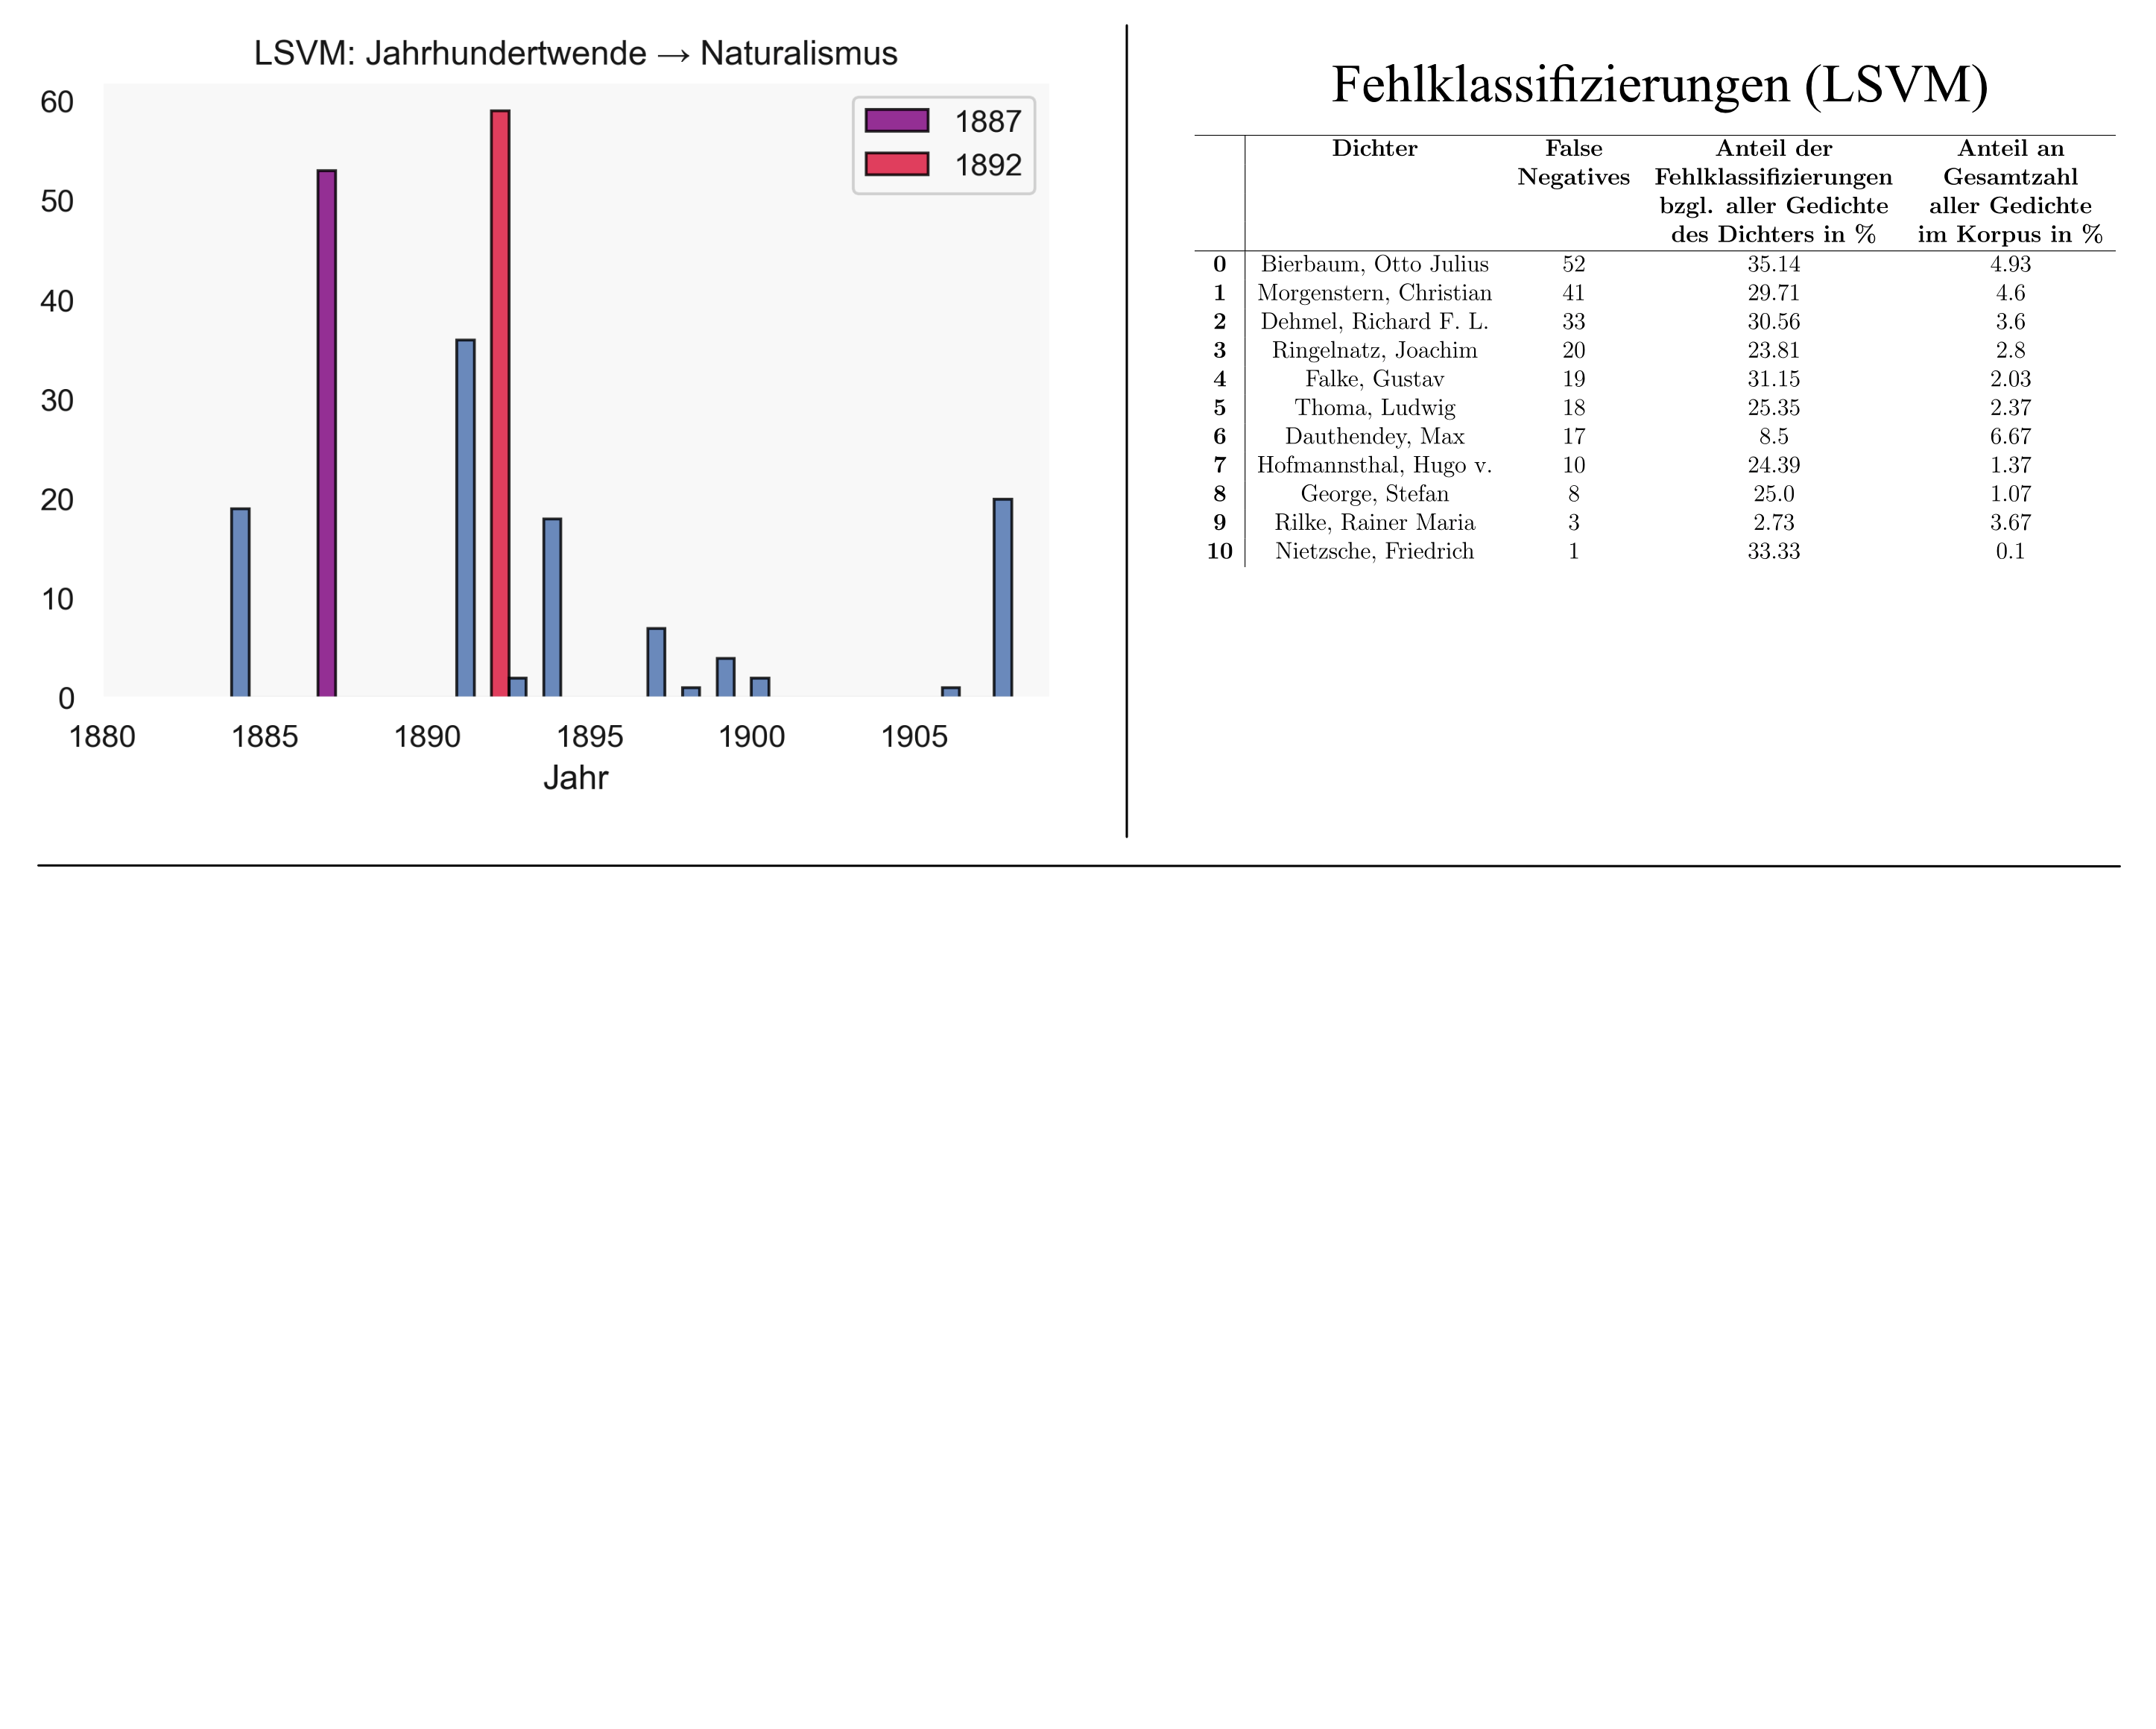 LSVM: Jahrhundertwende → Naturalismus
60
50
40
30
20
10
0
1887
1892
1880 1885 1890 1895 1900 1905
Jahr
Fehlklassifizierungen (LSVM)
Dichter False Anteil der Anteil an
Negatives Fehlklassifizierungen Gesamtzahl
bzgl. aller Gedichte aller Gedichte
des Dichters in % im Korpus in %
0 Bierbaum, Otto Julius 52 35.14 4.93
1 Morgenstern, Christian 41 29.71 4.6
2 Dehmel, Richard F. L. 33 30.56 3.6
3 Ringelnatz, Joachim 20 23.81 2.8
4 Falke, Gustav 19 31.15 2.03
5 Thoma, Ludwig 18 25.35 2.37
6 Dauthendey, Max 17 8.5 6.67
7 Hofmannsthal, Hugo v. 10 24.39 1.37
8 George, Stefan 8 25.0 1.07
9 Rilke, Rainer Maria 3 2.73 3.67
10 Nietzsche, Friedrich 1 33.33 0.1